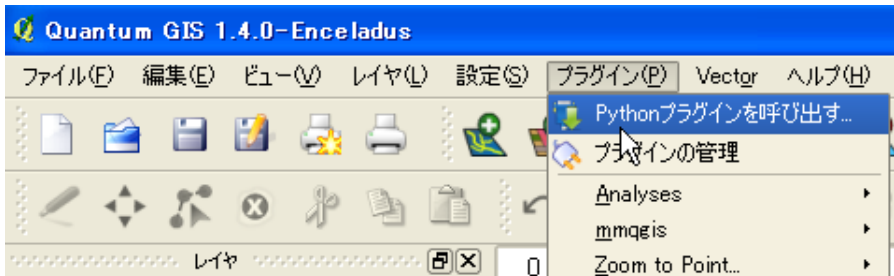 Quantum GIS 1.4.0-Enceladus
ファイル(F) 編集(E) ビュー(V) レイヤ(L) 設定(S) プラグイン(P) Vector ヘルプ(H)
Pythonプラグインを呼び出す...
プラグインの管理
Analyses
mmqgis
レイヤ 0 Zoom to Point...